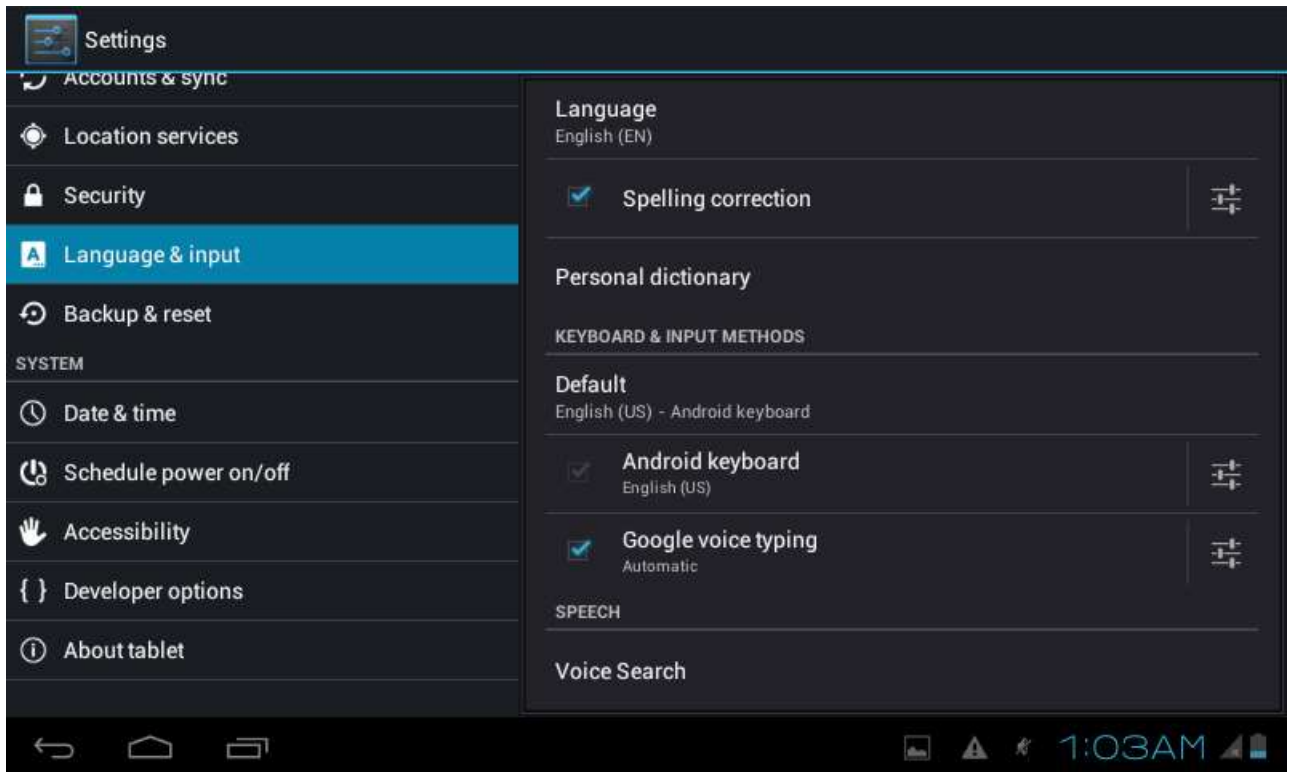 Settings
Accounts & sync
Location services
Security
Language & input
Backup & reset
SYSTEM
Date & time
Schedule power on/off
Accessibility
{ } Developer options
About tablet
Language
English (EN)
Spelling correction
Personal dictionary
KEYBOARD & INPUT METHODS
Default
English (US) - Android keyboard
Android keyboard
English (US)
Google voice typing
Automatic
SPEECH
Voice Search
1:03AM